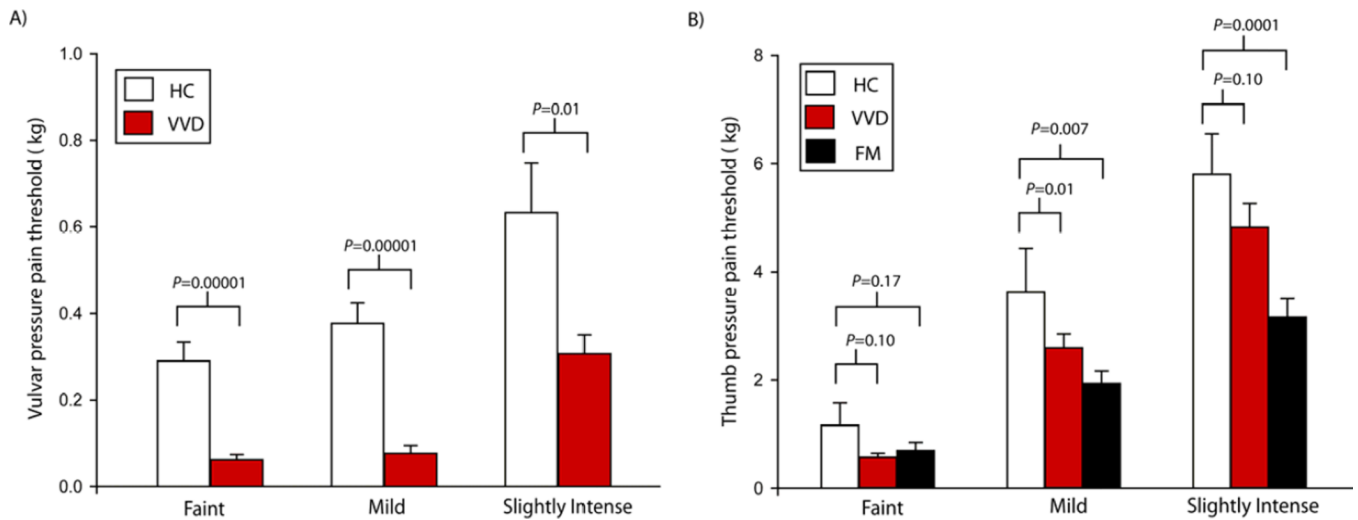 A)
Vulvar pressure pain threshold ( kg)
1.0
0.8
0.6
0.4
0.2
0.0
HC
VVD
P=0.00001
P=0.00001
P=0.01
Faint
Mild
Slightly Intense
B)
Thumb pressure pain threshold ( kg)
8
6
4
2
0
HC
VVD
FM
P=0.17
P=0.10
P=0.007
P=0.01
P=0.0001
P=0.10
Faint
Mild
Slightly Intense